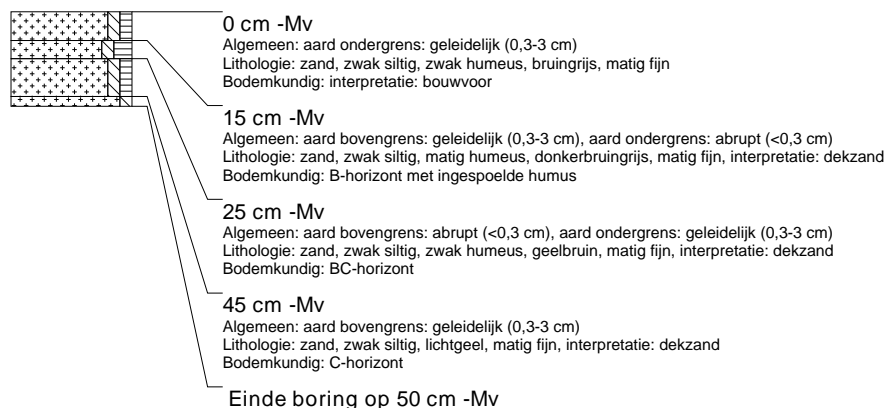 0 cm -Mv
Algemeen: aard ondergrens: geleidelijk (0,3-3 cm)
Lithologie: zand, zwak siltig, zwak humeus, bruingrijs, matig fijn
Bodemkundig: interpretatie: bouwvoor
15 cm -Mv
Algemeen: aard bovengrens: geleidelijk (0,3-3 cm), aard ondergrens: abrupt (<0,3 cm)
Lithologie: zand, zwak siltig, matig humeus, donkerbruingrijs, matig fijn, interpretatie: dekzand
Bodemkundig: B-horizont met ingespoelde humus
25 cm -Mv
Algemeen: aard bovengrens: abrupt (<0,3 cm), aard ondergrens: geleidelijk (0,3-3 cm)
Lithologie: zand, zwak siltig, zwak humeus, geelbruin, matig fijn, interpretatie: dekzand
Bodemkundig: BC-horizont
45 cm -Mv
Algemeen: aard bovengrens: geleidelijk (0,3-3 cm)
Lithologie: zand, zwak siltig, lichtgeel, matig fijn, interpretatie: dekzand
Bodemkundig: C-horizont
Einde boring op 50 cm -Mv